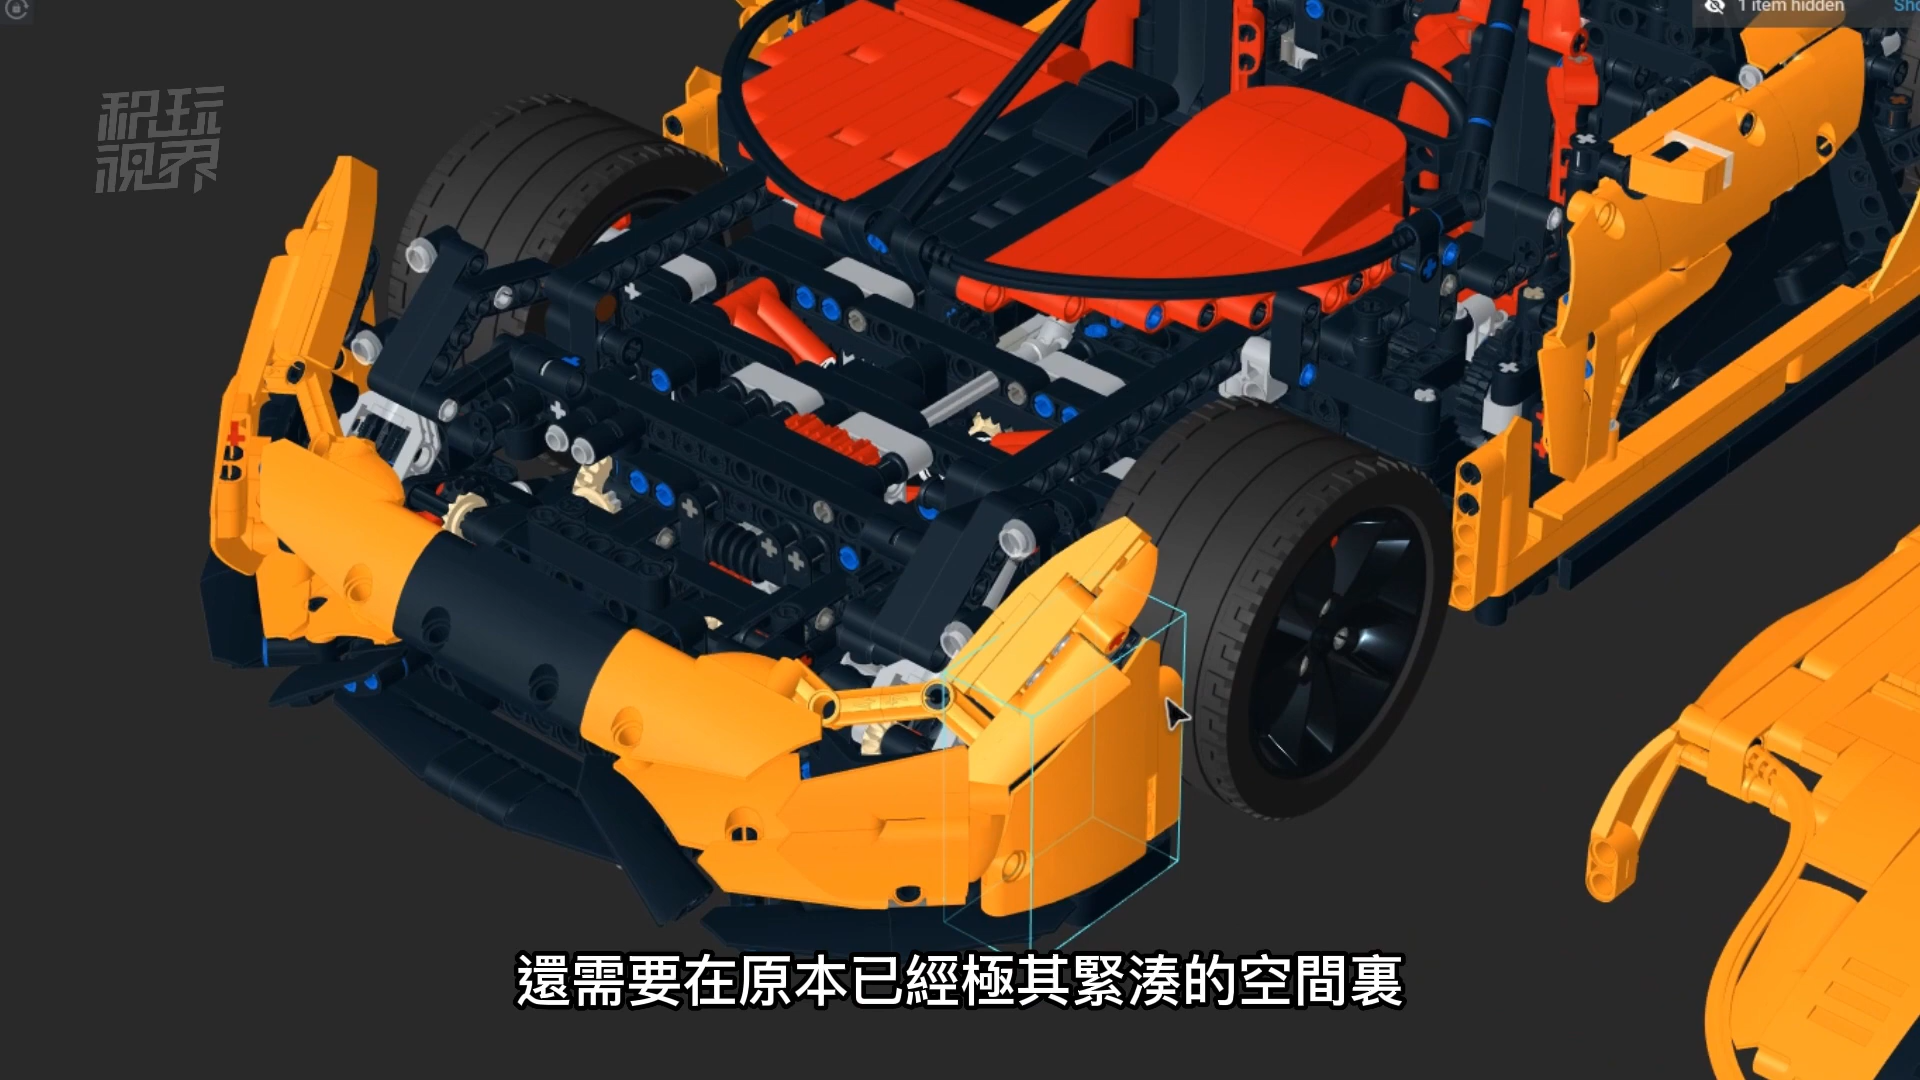 1 item hidden
积玩
视界
還需要在原本已經極其緊湊的空間裏